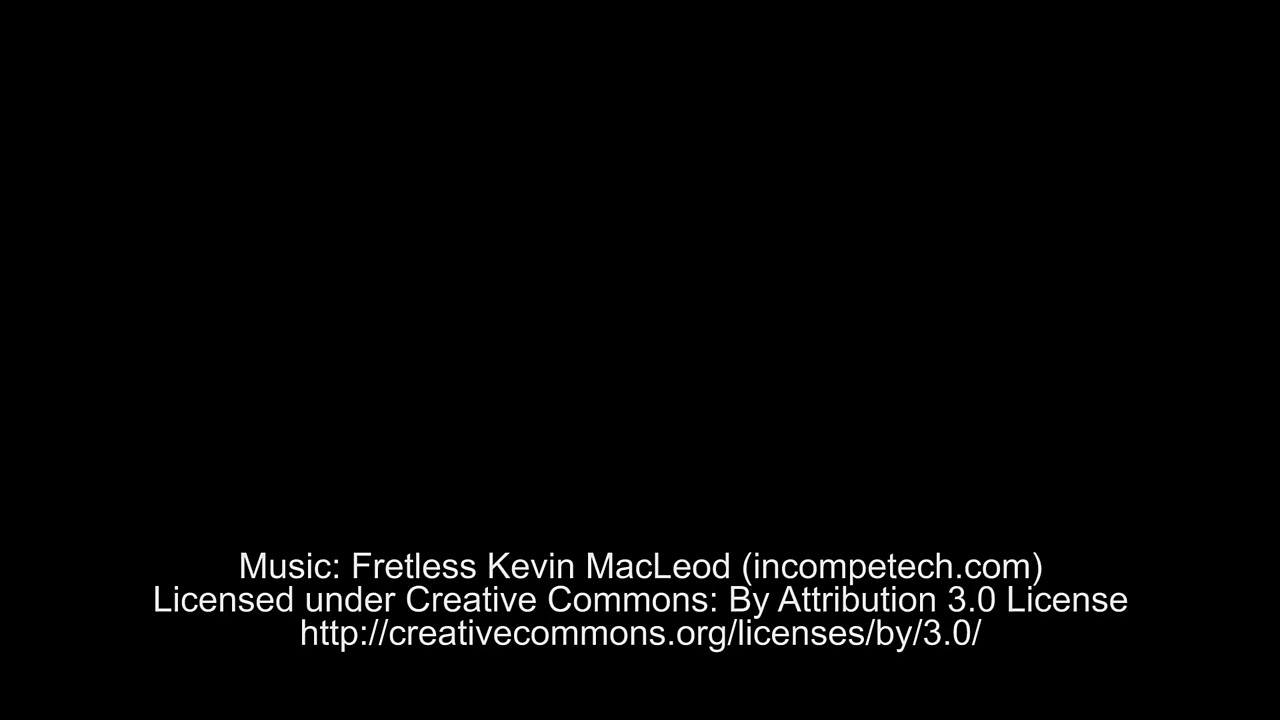 Music: Fretless Kevin MacLeod (incompetech.com)
Licensed under Creative Commons: By Attribution 3.0 License
http://creativecommons.org/licenses/by/3.0/